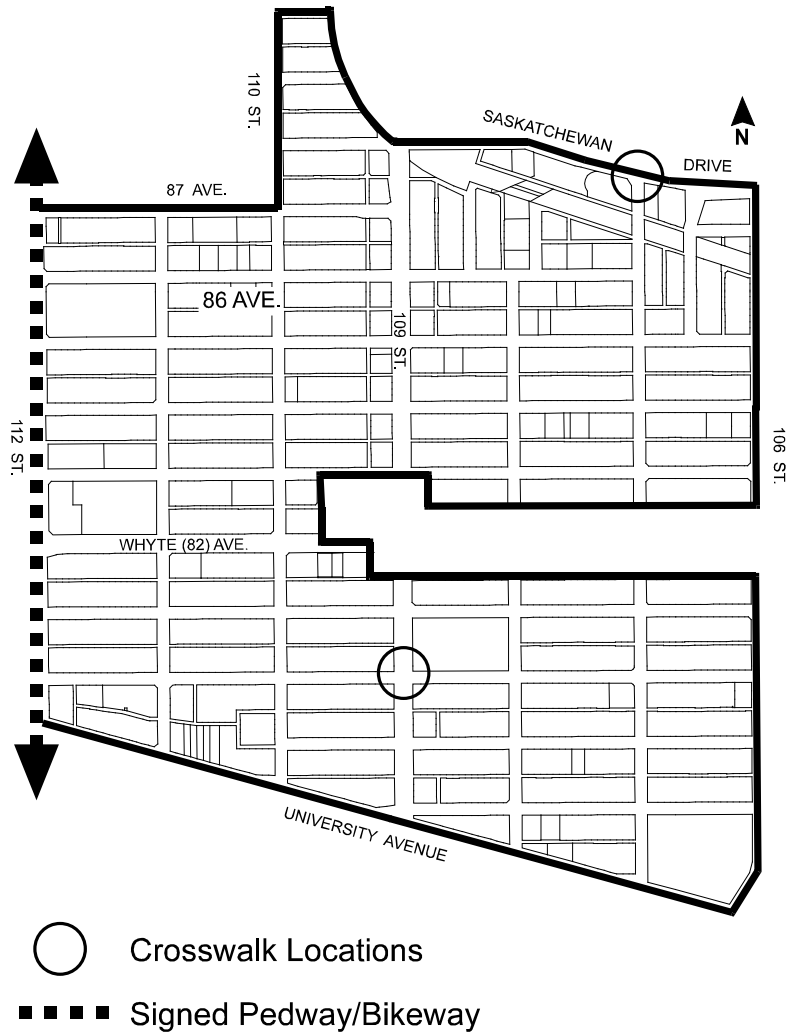 110 ST.
SASKATCHEWAN
DRIVE
N
87 AVE.
86 AVE.
109 ST.
112 ST.
106 ST.
WHYTE (82) AVE.
UNIVERSITY AVENUE
Crosswalk Locations
Signed Pedway/Bikeway